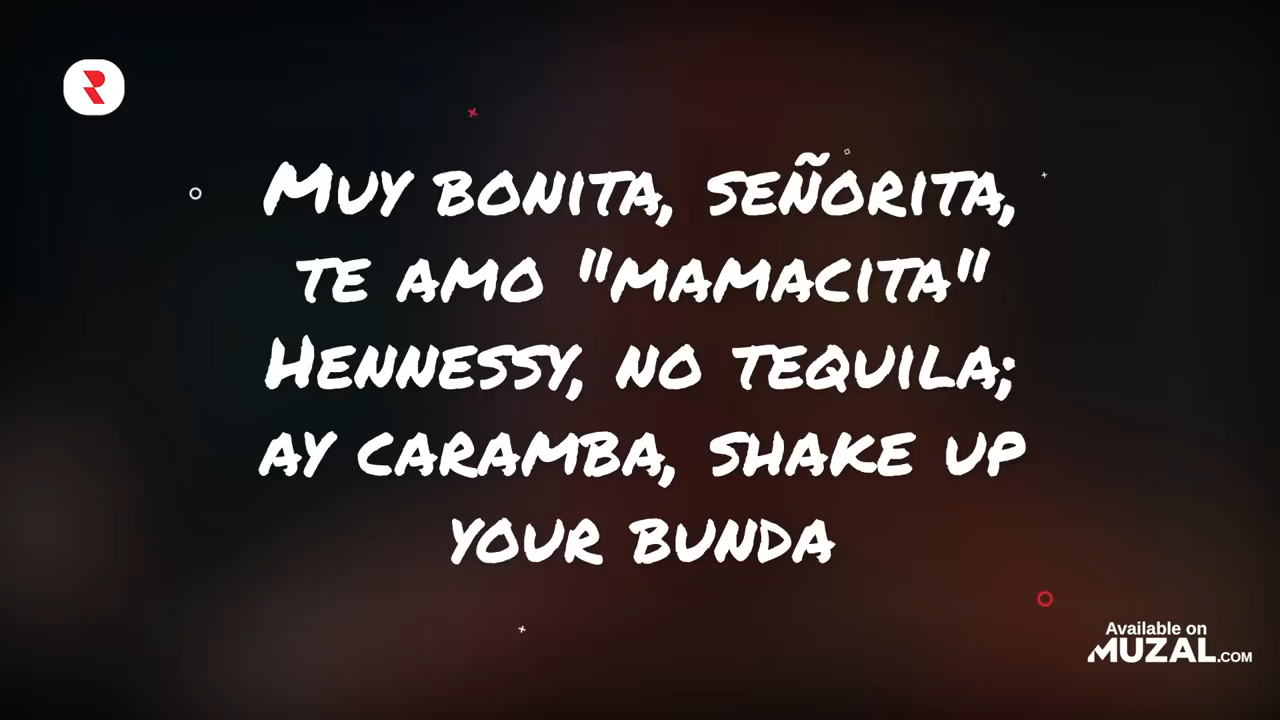 Muy bonita, señorita,
te amo "mamacita"
Hennessy, no tequila;
ay caramba, shake up
your bunda
Available on
MUZAL.COM